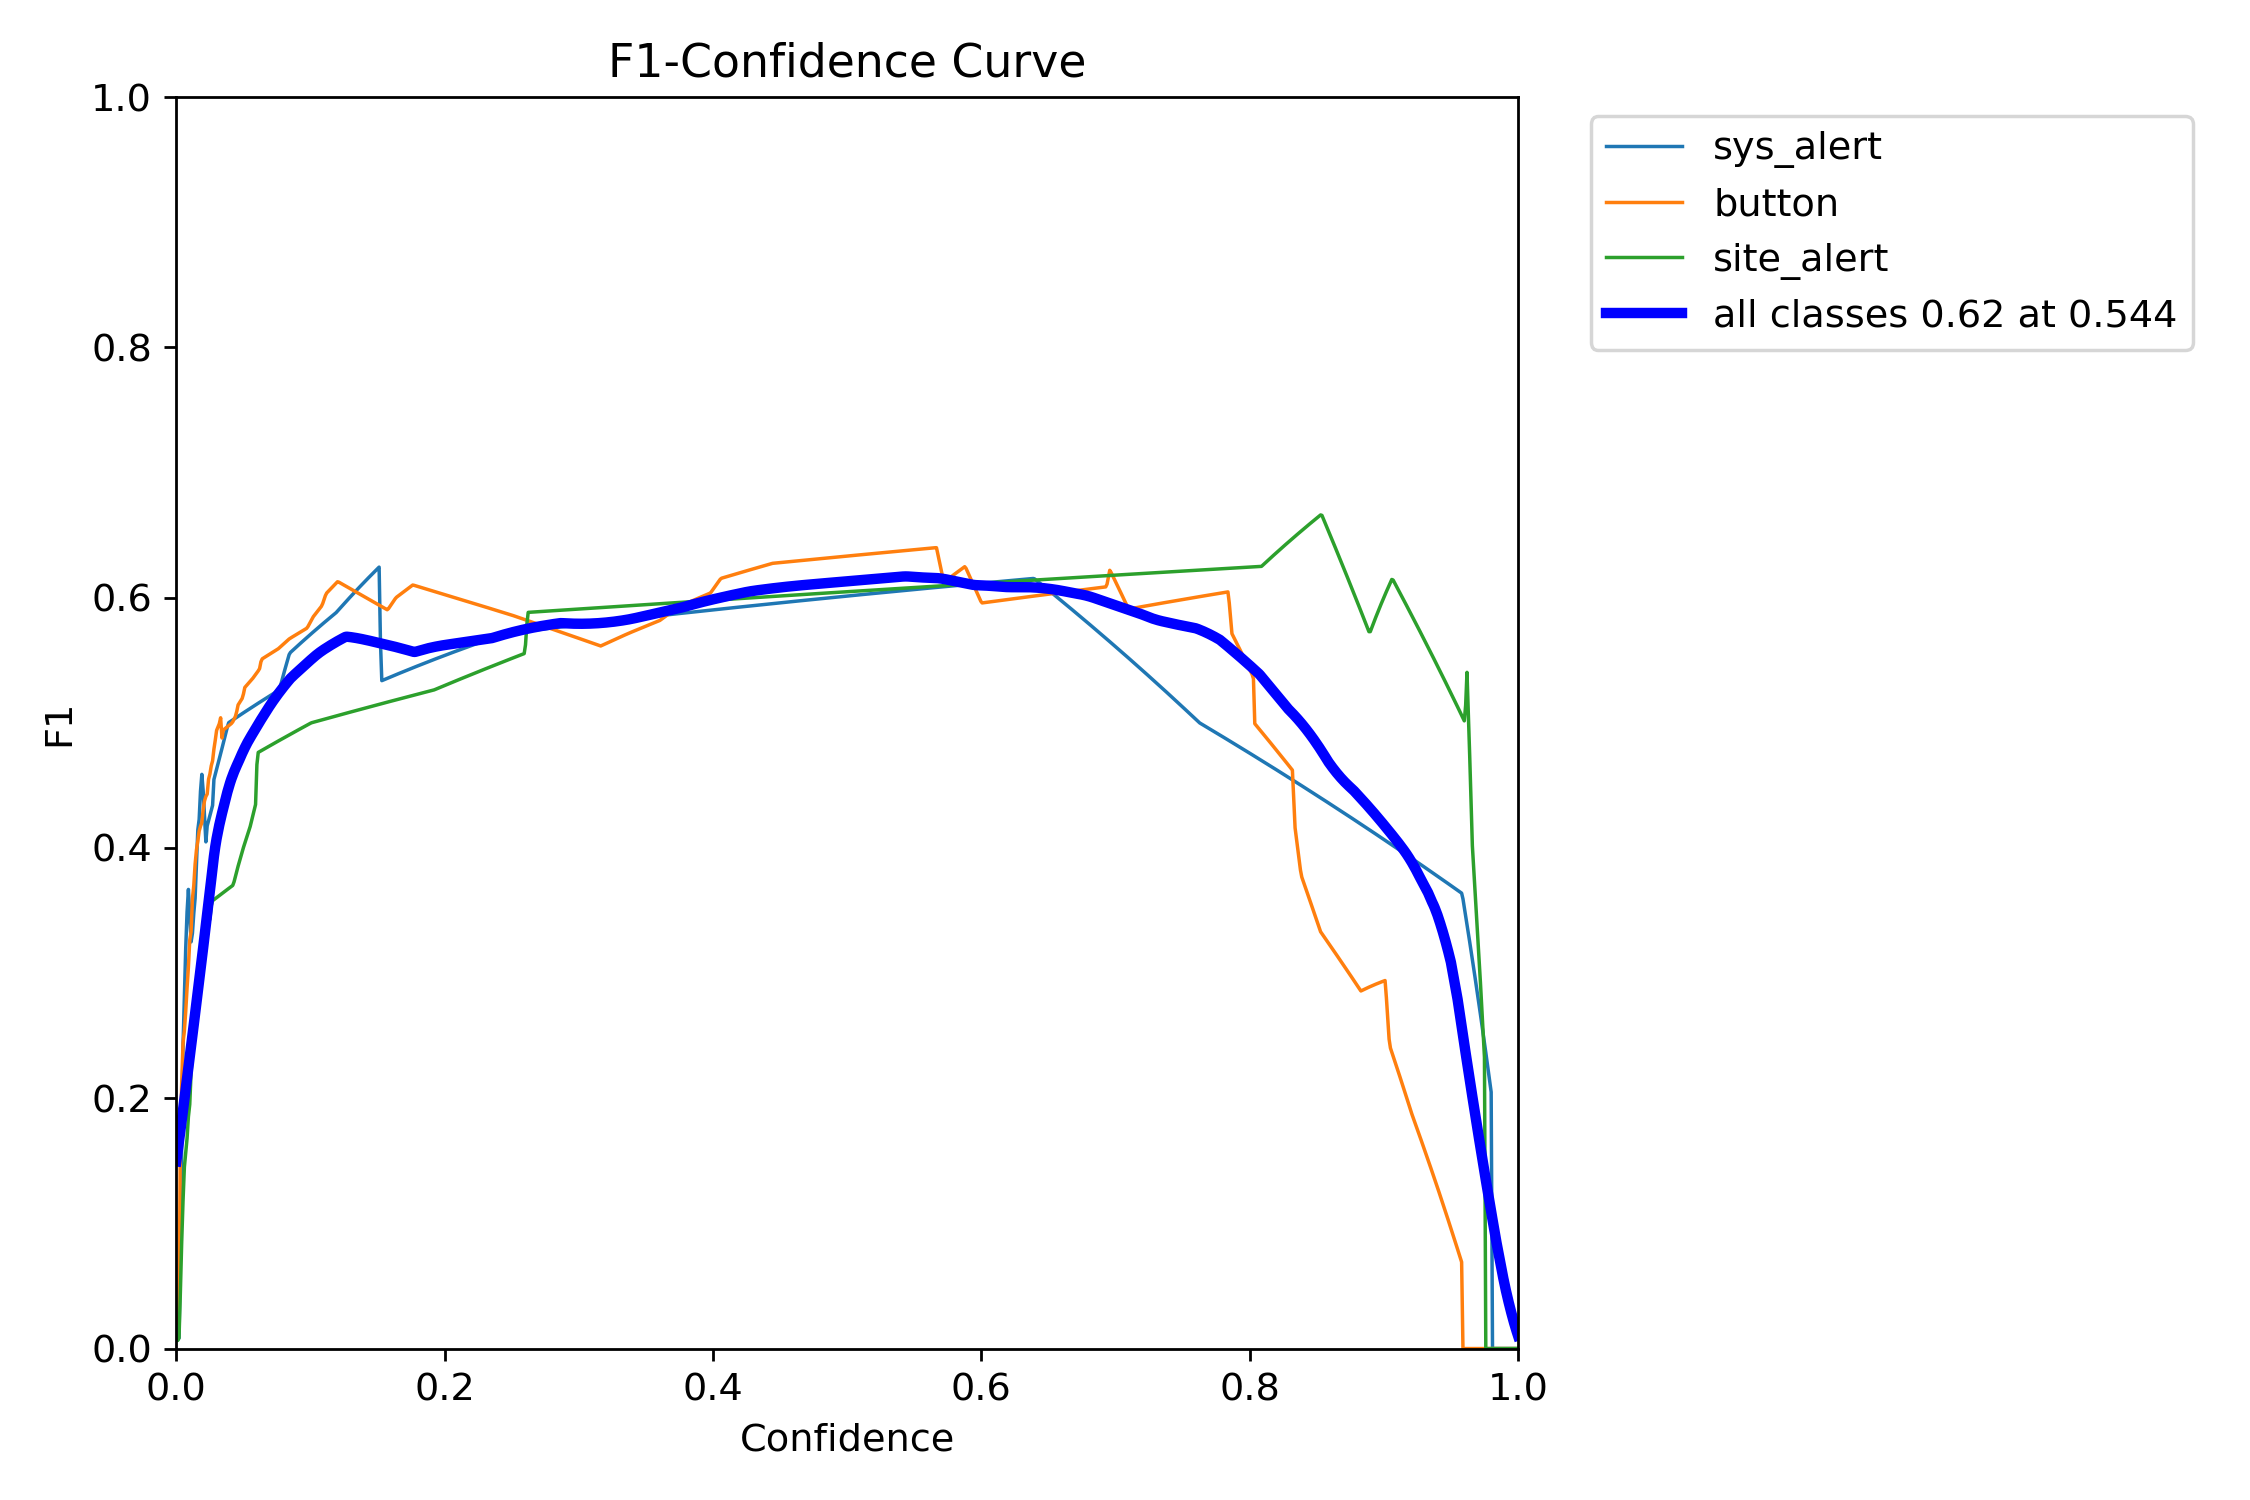 F1-Confidence Curve
1.0
0.8
0.6
0.4
0.2
0.0
F1
0.0 0.2 0.4 0.6 0.8 1.0
Confidence
sys_alert
button
site_alert
all classes 0.62 at 0.544